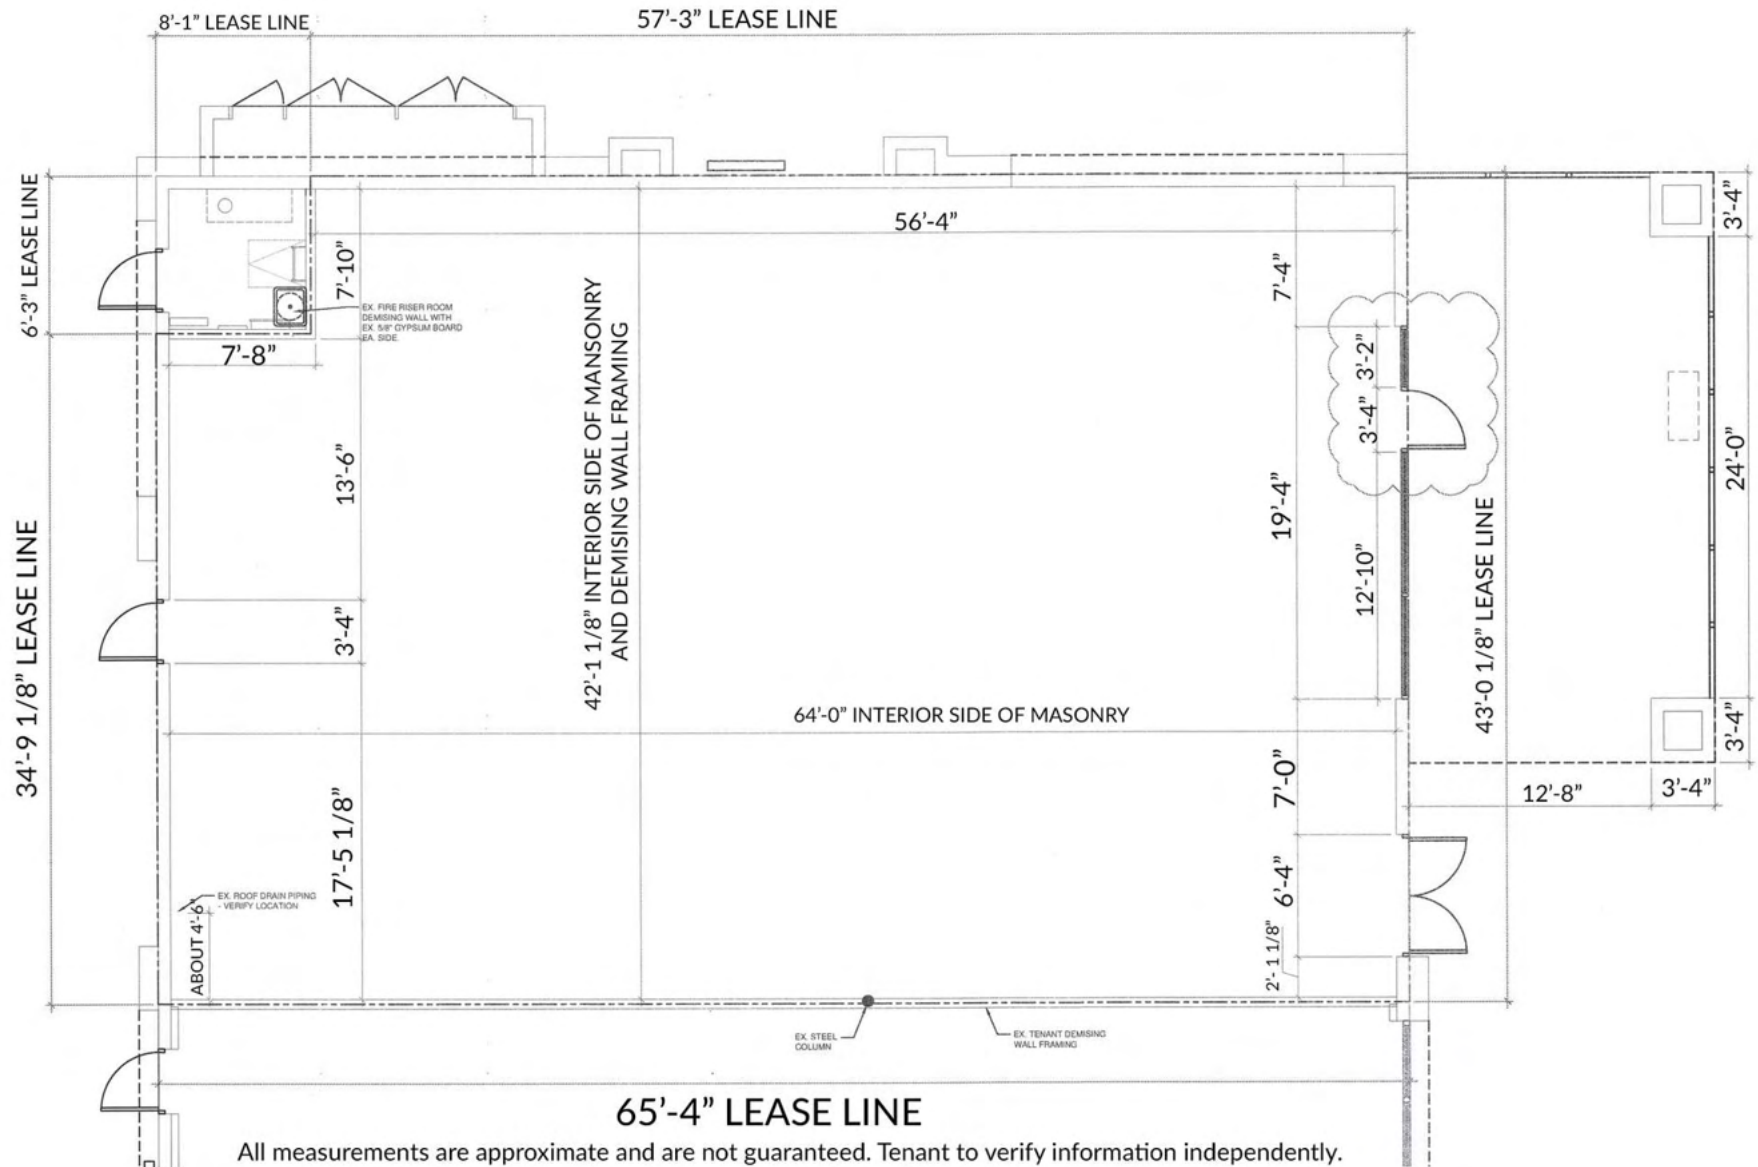 8'-1" LEASE LINE
57'-3" LEASE LINE
6'-3" LEASE LINE
56'-4"
3'-4"
7'-10"
7'-4"
EX. FIRE RISER ROOM
DEMISING WALL WITH
EX. 5/8" GYPSUM BOARD
EA. SIDE
7'-8"
42'-1 1/8" INTERIOR SIDE OF MANSONRY
AND DEMISING WALL FRAMING
3'-2"
3'-4"
24'-0"
13'-6"
19'-4"
12'-10"
43'-0 1/8" LEASE LINE
34'-9 1/8" LEASE LINE
3'-4"
64'-0" INTERIOR SIDE OF MASONRY
3'-4"
7'-0"
12'-8"
3'-4"
17'-5 1/8"
6'-4"
EX. ROOF DRAIN PIPING
- VERIFY LOCATION
ABOUT 4'-6"
2'- 1 1/8"
EX. STEEL
COLUMN
EX. TENANT DEMISING
WALL FRAMING
65'-4" LEASE LINE
All measurements are approximate and are not guaranteed. Tenant to verify information independently.